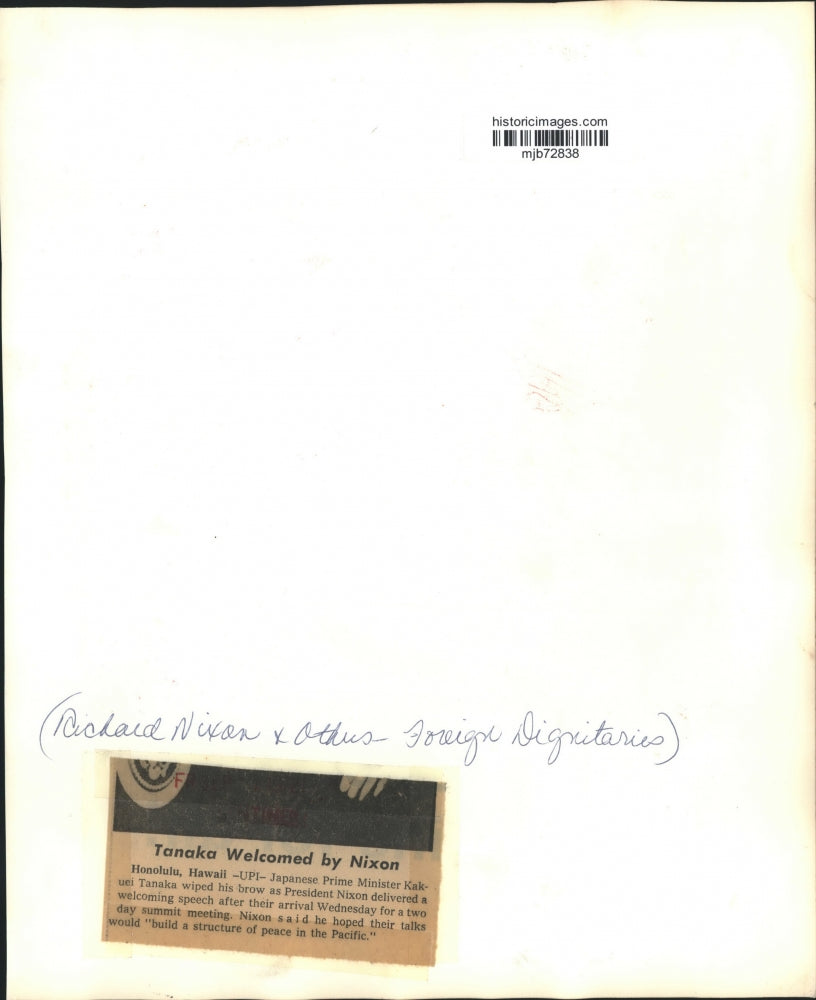 historicimages.com
mjb72838
(Richard Nixon & Others - Foreign Dignitaries)
Tanaka Welcomed by Nixon
Honolulu, Hawaii –UPI– Japanese Prime Minister Kak-
uei Tanaka wiped his brow as President Nixon delivered a
welcoming speech after their arrival Wednesday for a two
day summit meeting. Nixon said he hoped their talks
would "build a structure of peace in the Pacific."